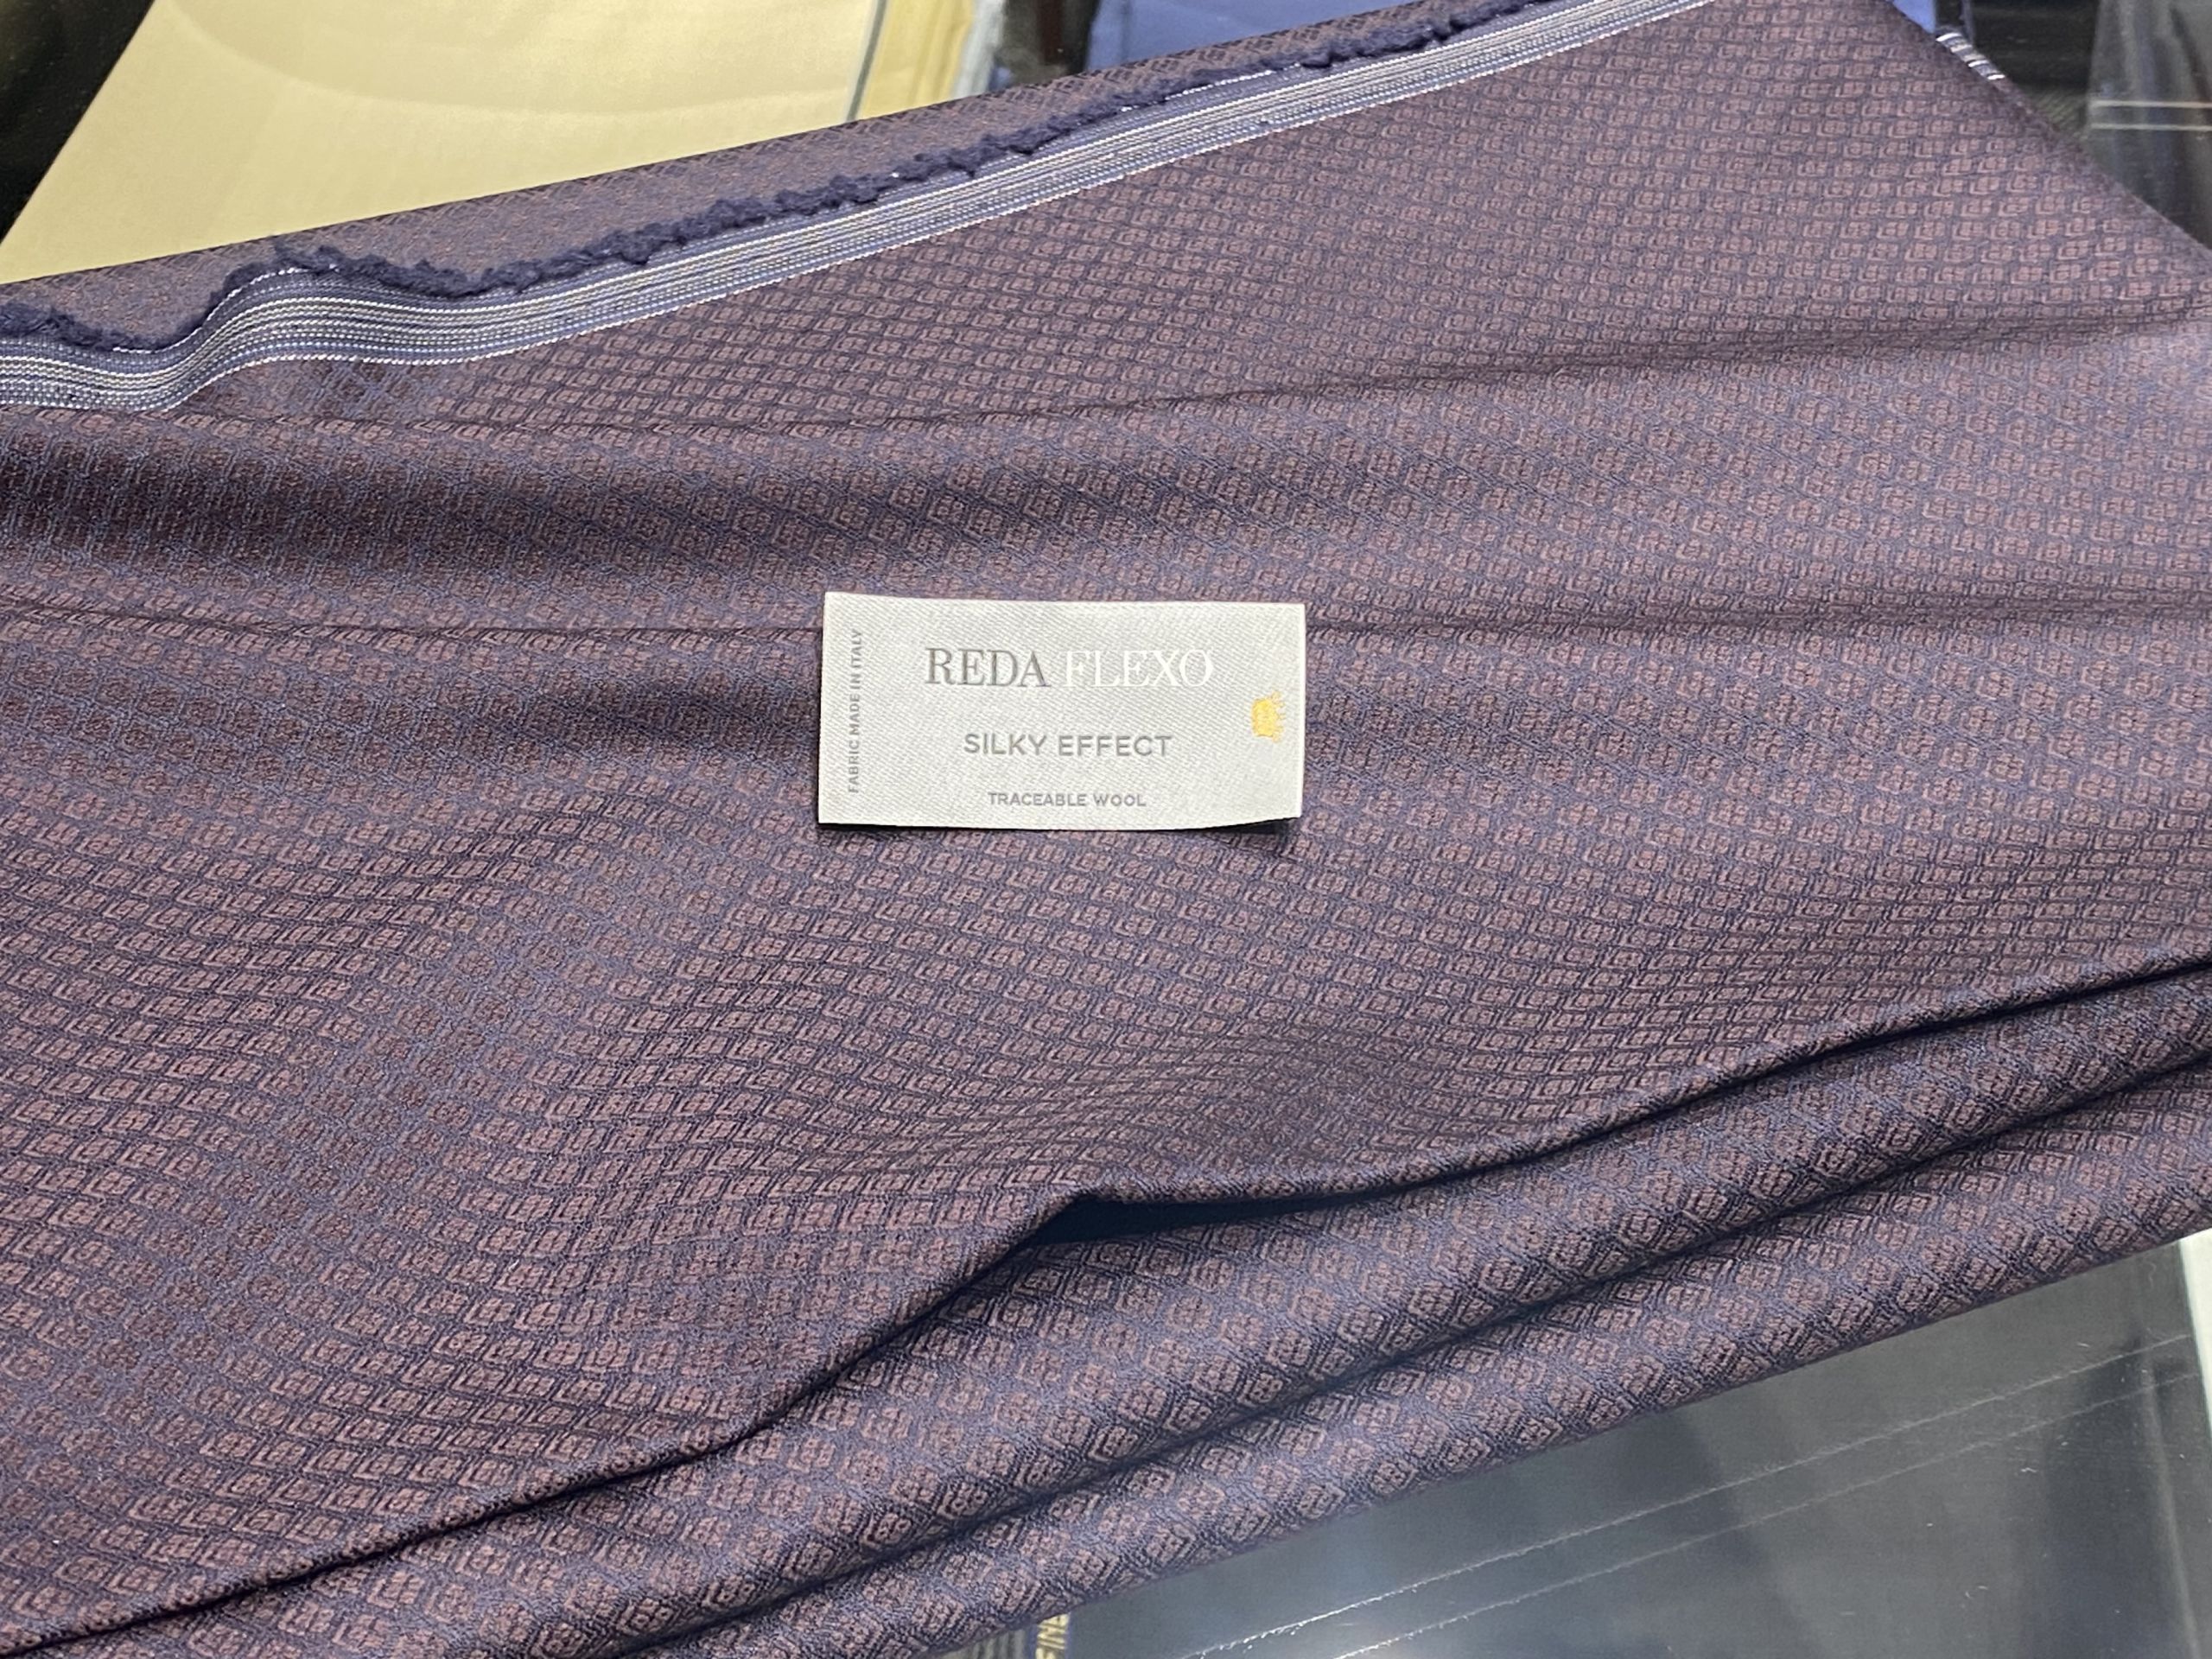 FABRIC MADE IN ITALY
REDA FLEXO
SILKY EFFECT
TRACEABLE WOOL